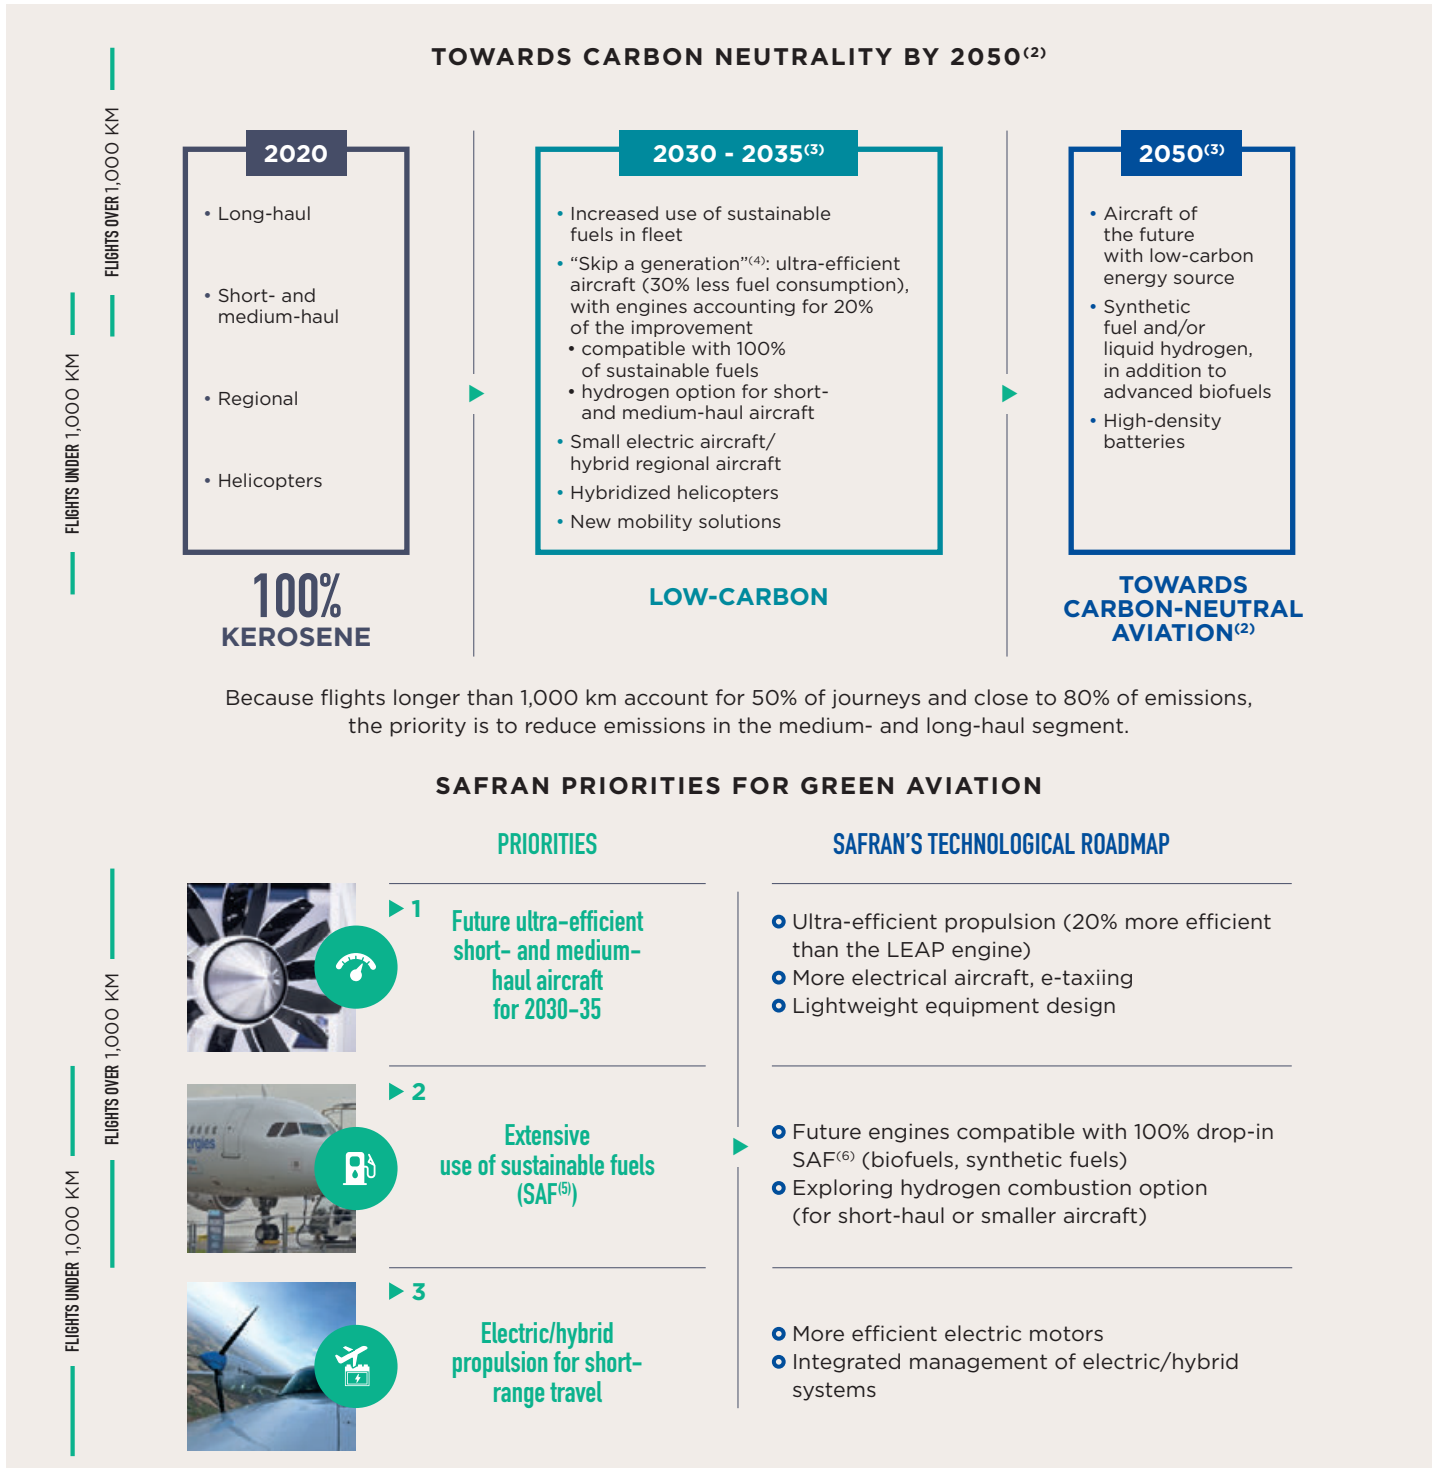 TOWARDS CARBON NEUTRALITY BY 2050(2)
FLIGHTS OVER 1,000 KM
FLIGHTS UNDER 1,000 KM
2020
• Long-haul
• Short- and
medium-haul
• Regional
• Helicopters
100%
KEROSENE
2030 - 2035(3)
• Increased use of sustainable
fuels in fleet
• “Skip a generation”(4): ultra-efficient
aircraft (30% less fuel consumption),
with engines accounting for 20%
of the improvement
• compatible with 100%
of sustainable fuels
• hydrogen option for short-
and medium-haul aircraft
• Small electric aircraft/
hybrid regional aircraft
• Hybridized helicopters
• New mobility solutions
LOW-CARBON
2050(3)
• Aircraft of
the future
with low-carbon
energy source
• Synthetic
fuel and/or
liquid hydrogen,
in addition to
advanced biofuels
• High-density
batteries
TOWARDS
CARBON-NEUTRAL
AVIATION(2)
Because flights longer than 1,000 km account for 50% of journeys and close to 80% of emissions,
the priority is to reduce emissions in the medium- and long-haul segment.
SAFRAN PRIORITIES FOR GREEN AVIATION
PRIORITIES
SAFRAN’S TECHNOLOGICAL ROADMAP
FLIGHTS OVER 1,000 KM
FLIGHTS UNDER 1,000 KM
1
Future ultra-efficient
short- and medium-
haul aircraft
for 2030-35
Ultra-efficient propulsion (20% more efficient
than the LEAP engine)
More electrical aircraft, e-taxiing
Lightweight equipment design
2
Extensive
use of sustainable fuels
(SAF(5))
Future engines compatible with 100% drop-in
SAF(6) (biofuels, synthetic fuels)
Exploring hydrogen combustion option
(for short-haul or smaller aircraft)
3
Electric/hybrid
propulsion for short-
range travel
More efficient electric motors
Integrated management of electric/hybrid
systems